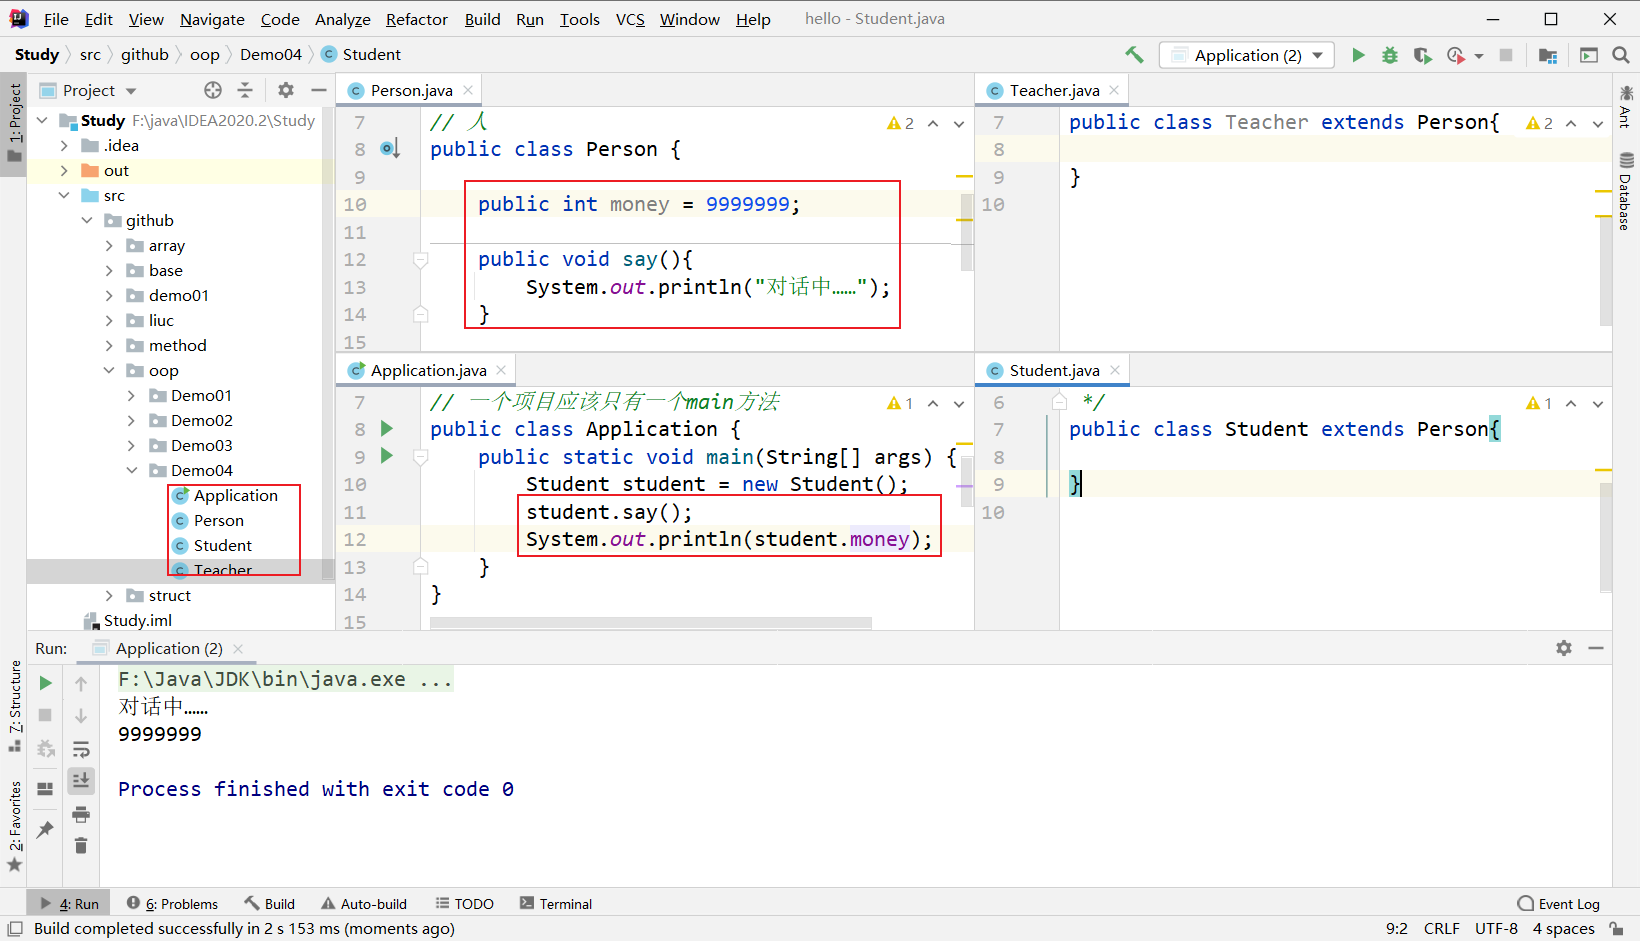 File Edit View Navigate Code Analyze Refactor Build Run Tools VCS Window Help hello - Student.java
Study src github oop Demo04 Student
Application (2)
1: Project
Project
Study F:\java\IDEA2020.2\Study
.idea
out
src
github
array
base
demo01
liuc
method
oop
Demo01
Demo02
Demo03
Demo04
Application
Person
Student
Teacher
struct
Study.iml
Person.java
2
7 // 人
8 public class Person {
9
10 public int money = 9999999;
11
12 public void say(){
13 System.out.println("对话中……");
14 }
15
Teacher.java
2
7 public class Teacher extends Person{
8
9 }
10
Application.java
1
7 // 一个项目应该只有一个main方法
8 public class Application {
9 public static void main(String[] args) {
10 Student student = new Student();
11 student.say();
12 System.out.println(student.money);
13 }
14 }
15
Student.java
1
6 */
7 public class Student extends Person{
8
9 }
10
Ant
Database
Run: Application (2)
7: Structure
2: Favorites
F:\Java\JDK\bin\java.exe ...
对话中……
9999999
Process finished with exit code 0
4: Run 6: Problems Build Auto-build TODO Terminal Event Log
Build completed successfully in 2 s 153 ms (moments ago) 9:2 CRLF UTF-8 4 spaces